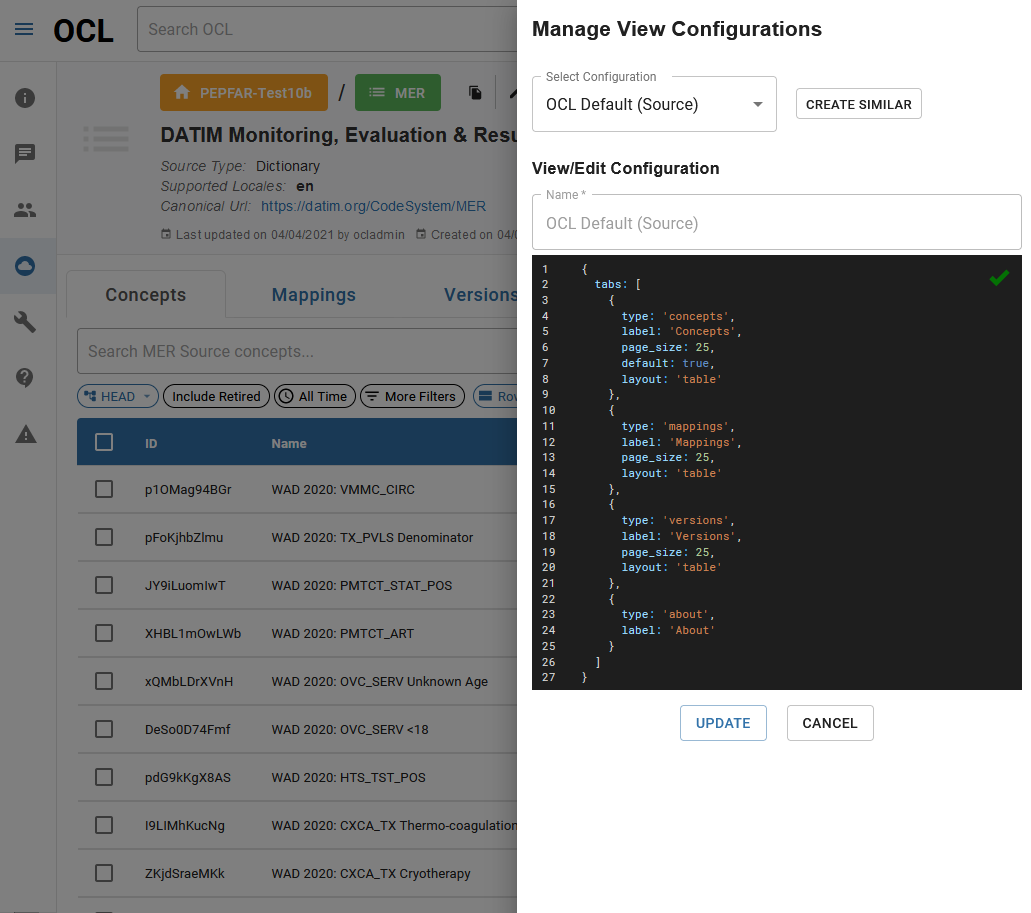 OCL
Search OCL
PEPFAR-Test10b
/
MER
DATIM Monitoring, Evaluation & Resu
Source Type: Dictionary
Supported Locales: en
Canonical Url: https://datim.org/CodeSystem/MER
Last updated on 04/04/2021 by ocladmin
Created on 04/0
Concepts
Mappings
Versions
Search MER Source concepts...
HEAD
Include Retired
All Time
More Filters
Row
ID
Name
p1OMag94BGr
WAD 2020: VMMC_CIRC
pFoKjhbZlmu
WAD 2020: TX_PVLS Denominator
JY9iLuomIwT
WAD 2020: PMTCT_STAT_POS
XHBL1mOwLWb
WAD 2020: PMTCT_ART
xQMbLDrXVnH
WAD 2020: OVC_SERV Unknown Age
DeSo0D74Fmf
WAD 2020: OVC_SERV <18
pdG9kKgX8AS
WAD 2020: HTS_TST_POS
I9LIMhKucNg
WAD 2020: CXCA_TX Thermo-coagulation
ZKjdSraeMKk
WAD 2020: CXCA_TX Cryotherapy
Manage View Configurations
Select Configuration
OCL Default (Source)
CREATE SIMILAR
View/Edit Configuration
Name *
OCL Default (Source)
1 {
2 tabs: [
3 {
4 type: 'concepts',
5 label: 'Concepts',
6 page_size: 25,
7 default: true,
8 layout: 'table'
9 },
10 {
11 type: 'mappings',
12 label: 'Mappings',
13 page_size: 25,
14 layout: 'table'
15 },
16 {
17 type: 'versions',
18 label: 'Versions',
19 page_size: 25,
20 layout: 'table'
21 },
22 {
23 type: 'about',
24 label: 'About'
25 }
26 ]
27 }
UPDATE
CANCEL